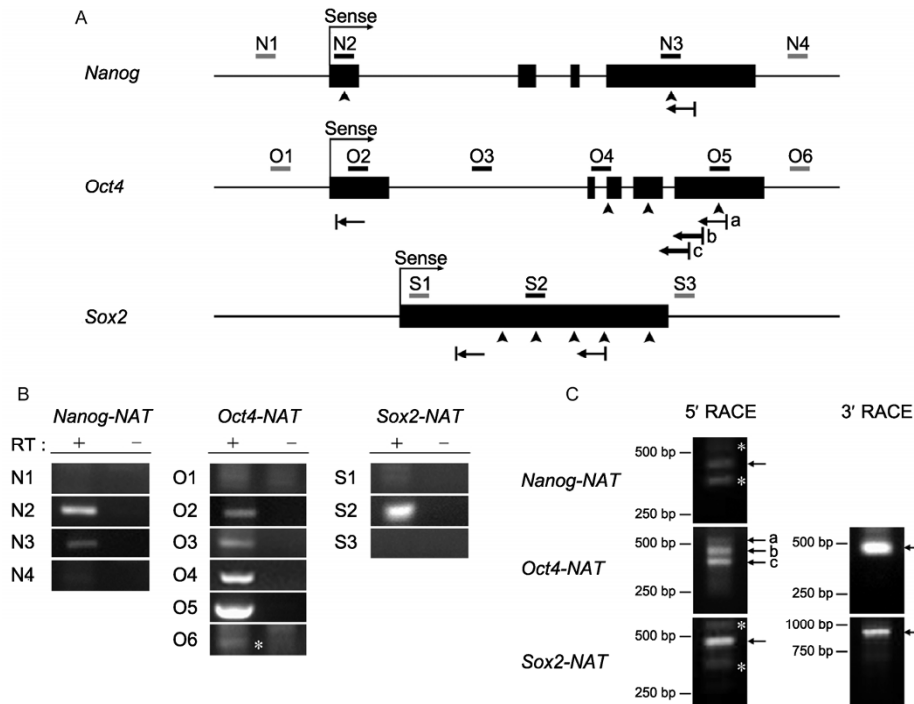 A
Sense
N1 N2 N3 N4
Nanog
Sense
O1 O2 O3 O4 O5 O6
Oct4
a
b
c
Sense
S1 S2 S3
Sox2
B
Nanog-NAT Oct4-NAT Sox2-NAT
RT : + − + − + −
N1 O1 S1
N2 O2 S2
N3 O3 S3
N4 O4
O5
O6 *
C
5' RACE 3' RACE
500 bp *
Nanog-NAT
*
250 bp
500 bp a 500 bp
b
Oct4-NAT c
250 bp 250 bp
* 1000 bp
500 bp
750 bp
Sox2-NAT *
250 bp